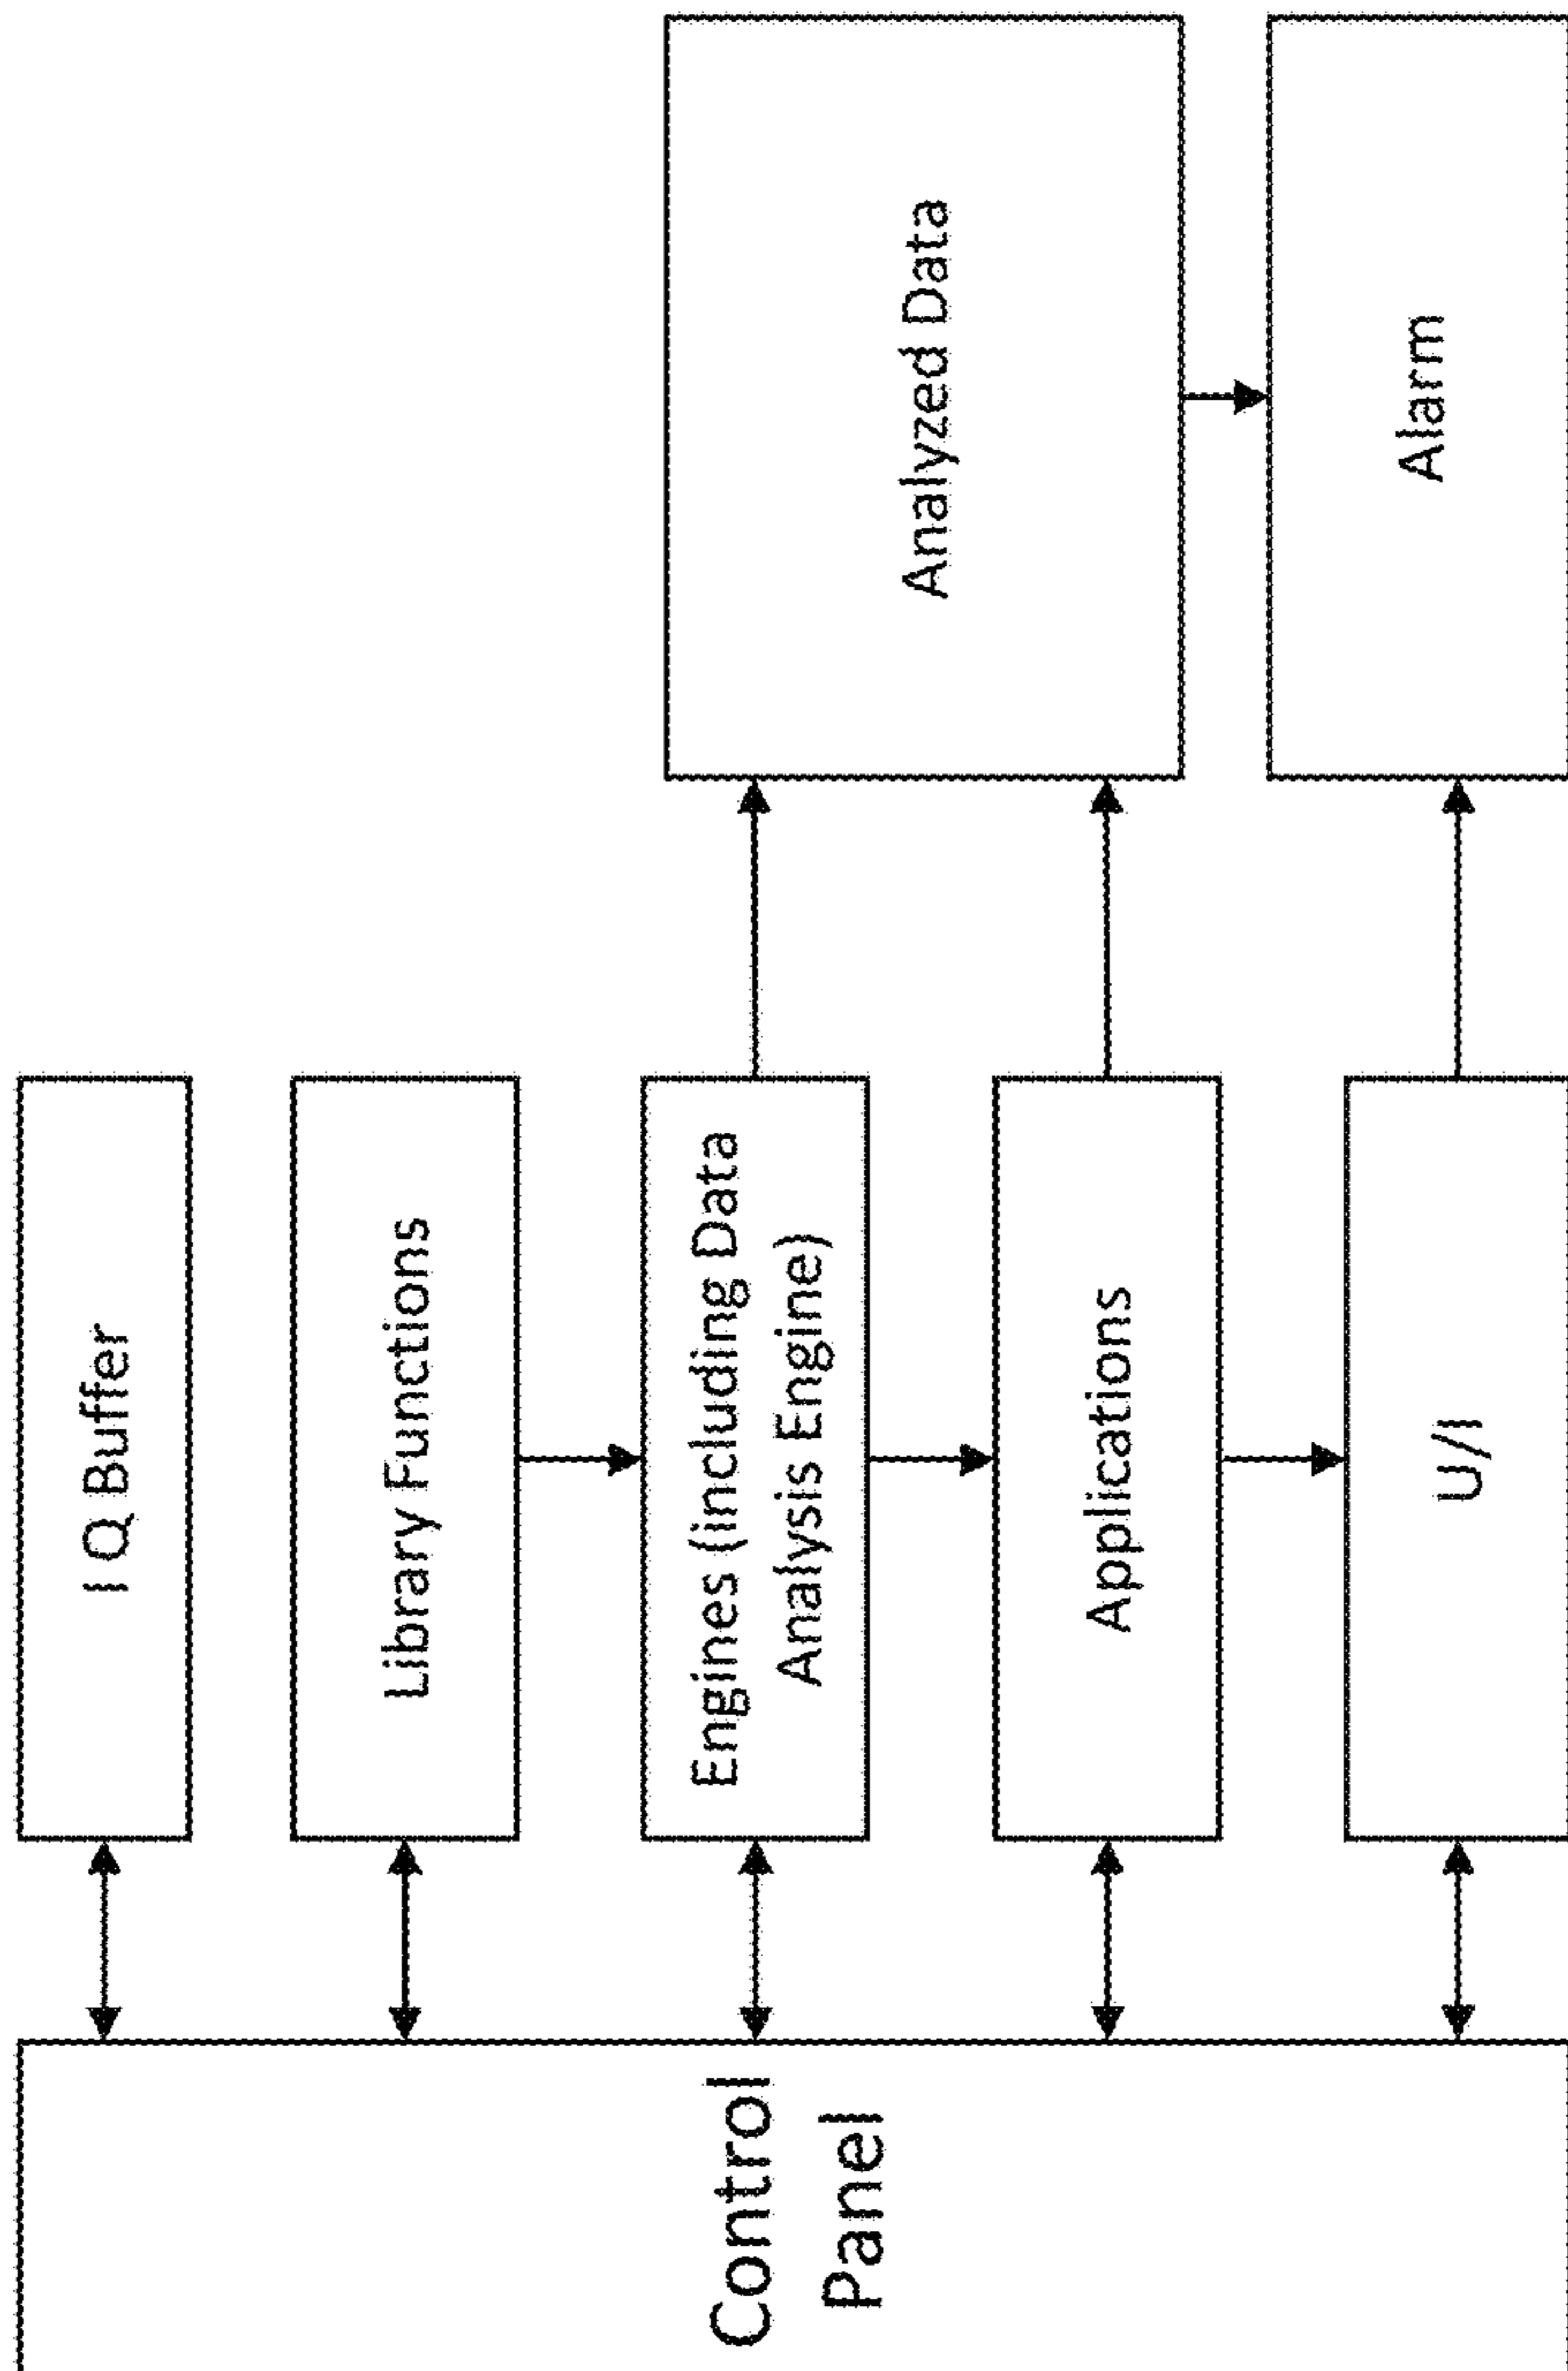 I Q Buffer
Library Functions
Engines (including Data
Analysis Engine)
Applications
U/I
Analyzed Data
Alarm
Control
Panel